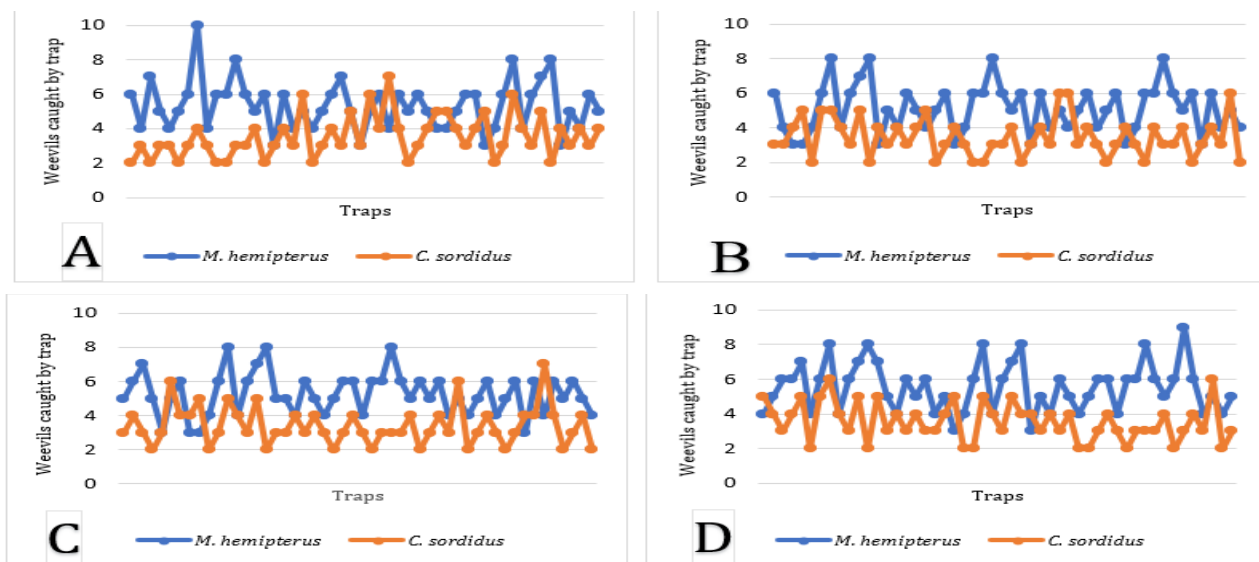 10
8
6
4
2
0
Weevils caught by trap
Traps
A
M. hemipterus
C. sordidus
10
8
6
4
2
0
Weevils caught by trap
Traps
B
M. hemipterus
C. sordidus
10
8
6
4
2
0
Weevils caught by trap
Traps
C
M. hemipterus
C. sordidus
10
8
6
4
2
0
Weevils caught by trap
Traps
D
M. hemipterus
C. sordidus